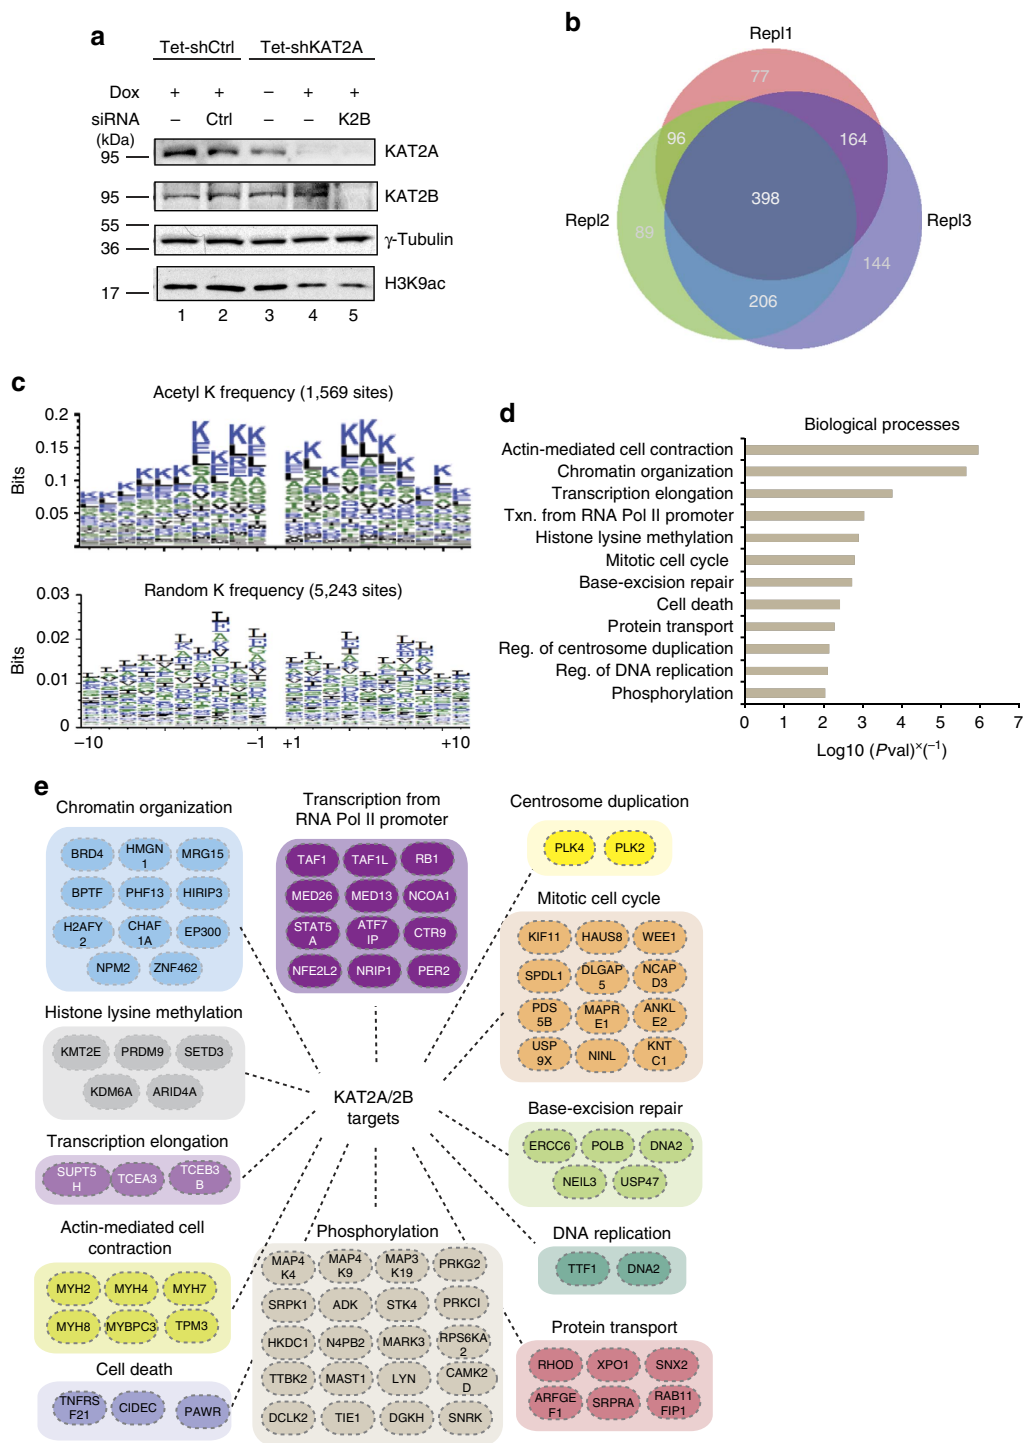 a
Tet-shCtrl Tet-shKAT2A
Dox + + – + +
siRNA – Ctrl – – K2B
(kDa)
95 KAT2A
95 KAT2B
55
36 γ-Tubulin
17 H3K9ac
1 2 3 4 5
b
Repl1
77
96 164
398
Repl2 Repl3
89 144
206
c
Acetyl K frequency (1,569 sites)
Bits
0.2
0.15
0.1
0.05
Random K frequency (5,243 sites)
Bits
0.03
0.02
0.01
0
–10 –1 +1 +10
d
Biological processes
Actin-mediated cell contraction
Chromatin organization
Transcription elongation
Txn. from RNA Pol II promoter
Histone lysine methylation
Mitotic cell cycle
Base-excision repair
Cell death
Protein transport
Reg. of centrosome duplication
Reg. of DNA replication
Phosphorylation
0 1 2 3 4 5 6 7
Log10 (Pval)×(–1)
e
Chromatin organization
BRD4 HMGN1 MRG15
BPTF PHF13 HIRIP3
H2AFY2 CHAF1A EP300
NPM2 ZNF462
Transcription from
RNA Pol II promoter
TAF1 TAF1L RB1
MED26 MED13 NCOA1
STAT5A ATF7IP CTR9
NFE2L2 NRIP1 PER2
Centrosome duplication
PLK4 PLK2
Mitotic cell cycle
KIF11 HAUS8 WEE1
SPDL1 DLGAP5 NCAPD3
PDS5B MAPRE1 ANKLE2
USP9X NINL KNTC1
Histone lysine methylation
KMT2E PRDM9 SETD3
KDM6A ARID4A
KAT2A/2B
targets
Base-excision repair
ERCC6 POLB DNA2
NEIL3 USP47
Transcription elongation
SUPT5H TCEA3 TCEB3B
Actin-mediated cell
contraction
MYH2 MYH4 MYH7
MYH8 MYBPC3 TPM3
Phosphorylation
MAP4K4 MAP4K9 MAP3K19 PRKG2
SRPK1 ADK STK4 PRKCI
HKDC1 N4PB2 MARK3 RPS6KA2
TTBK2 MAST1 LYN CAMK2D
DCLK2 TIE1 DGKH SNRK
DNA replication
TTF1 DNA2
Protein transport
RHOD XPO1 SNX2
ARFGEF1 SRPRA RAB11FIP1
Cell death
TNFRSF21 CIDEC PAWR